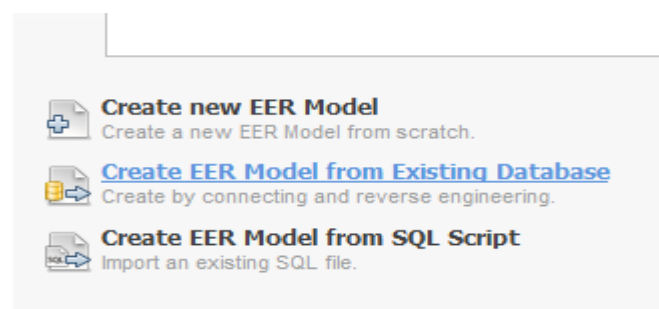 Create new EER Model
Create a new EER Model from scratch.
Create EER Model from Existing Database
Create by connecting and reverse engineering.
Create EER Model from SQL Script
SQL
Import an existing SQL file.